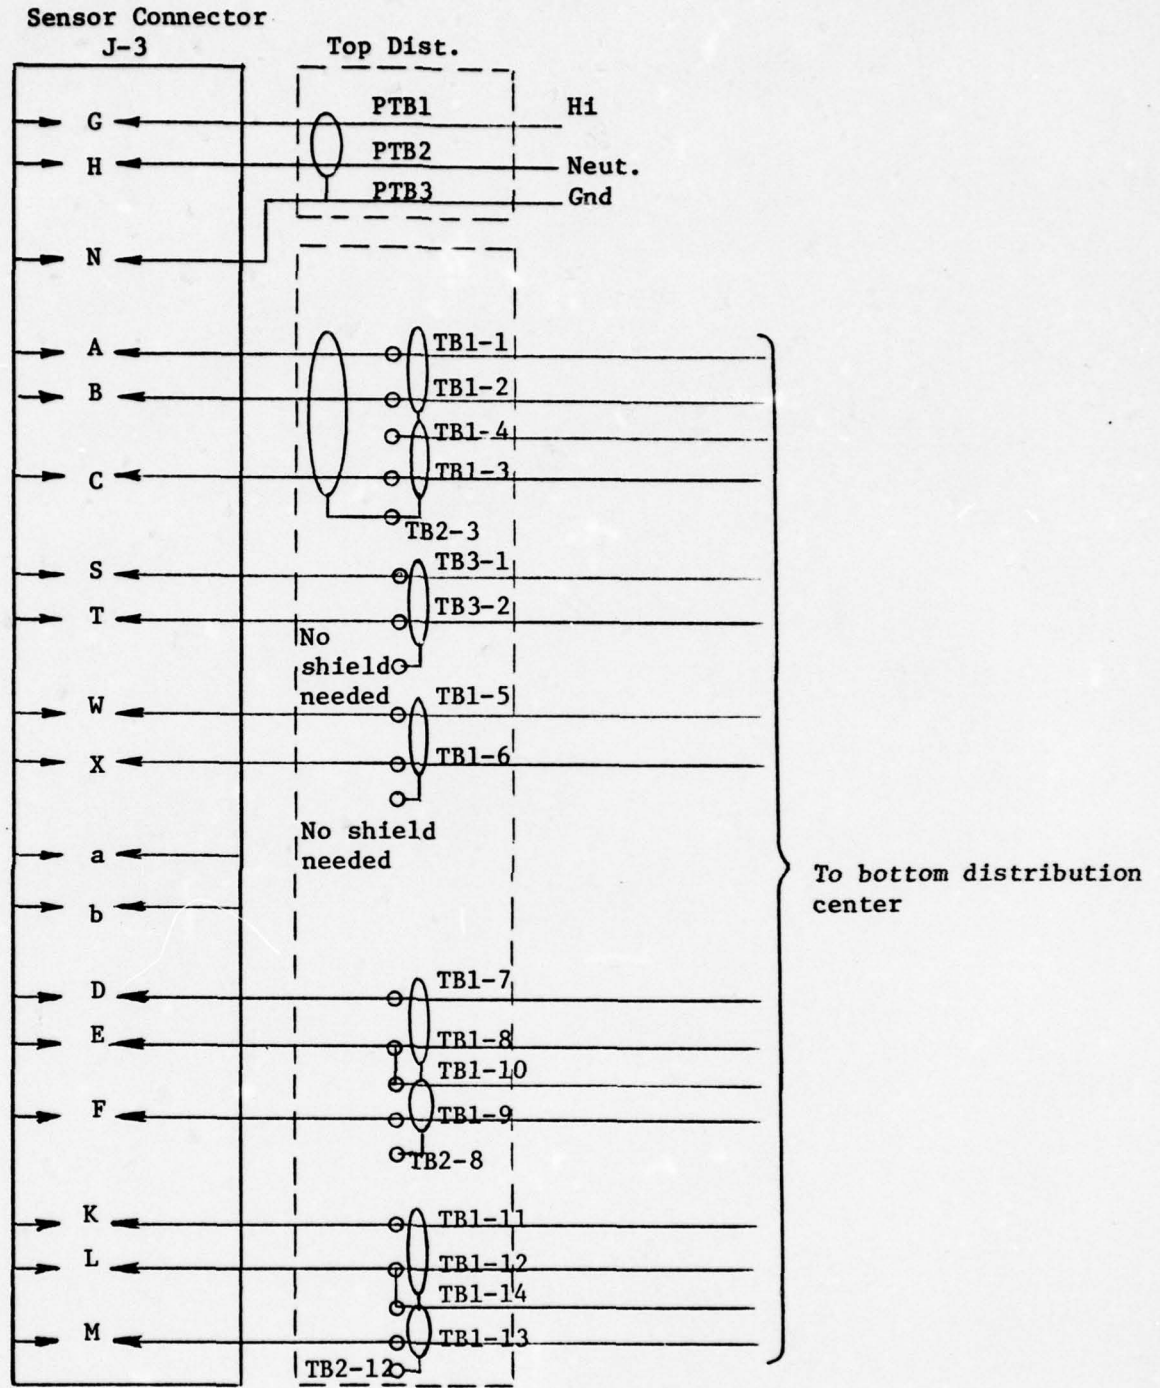 Sensor Connector
J-3
Top Dist.
PTB1
Hi
G
PTB2
H
Neut.
PTB3
Gnd
N
A
TB1-1
B
TB1-2
TB1-4
C
TB1-3
TB2-3
S
TB3-1
T
TB3-2
No
shield
needed
W
TB1-5
X
TB1-6
No shield
needed
a
b
To bottom distribution
center
D
TB1-7
E
TB1-8
TB1-10
F
TB1-9
TB2-8
K
TB1-11
L
TB1-12
TB1-14
M
TB1-13
TB2-12